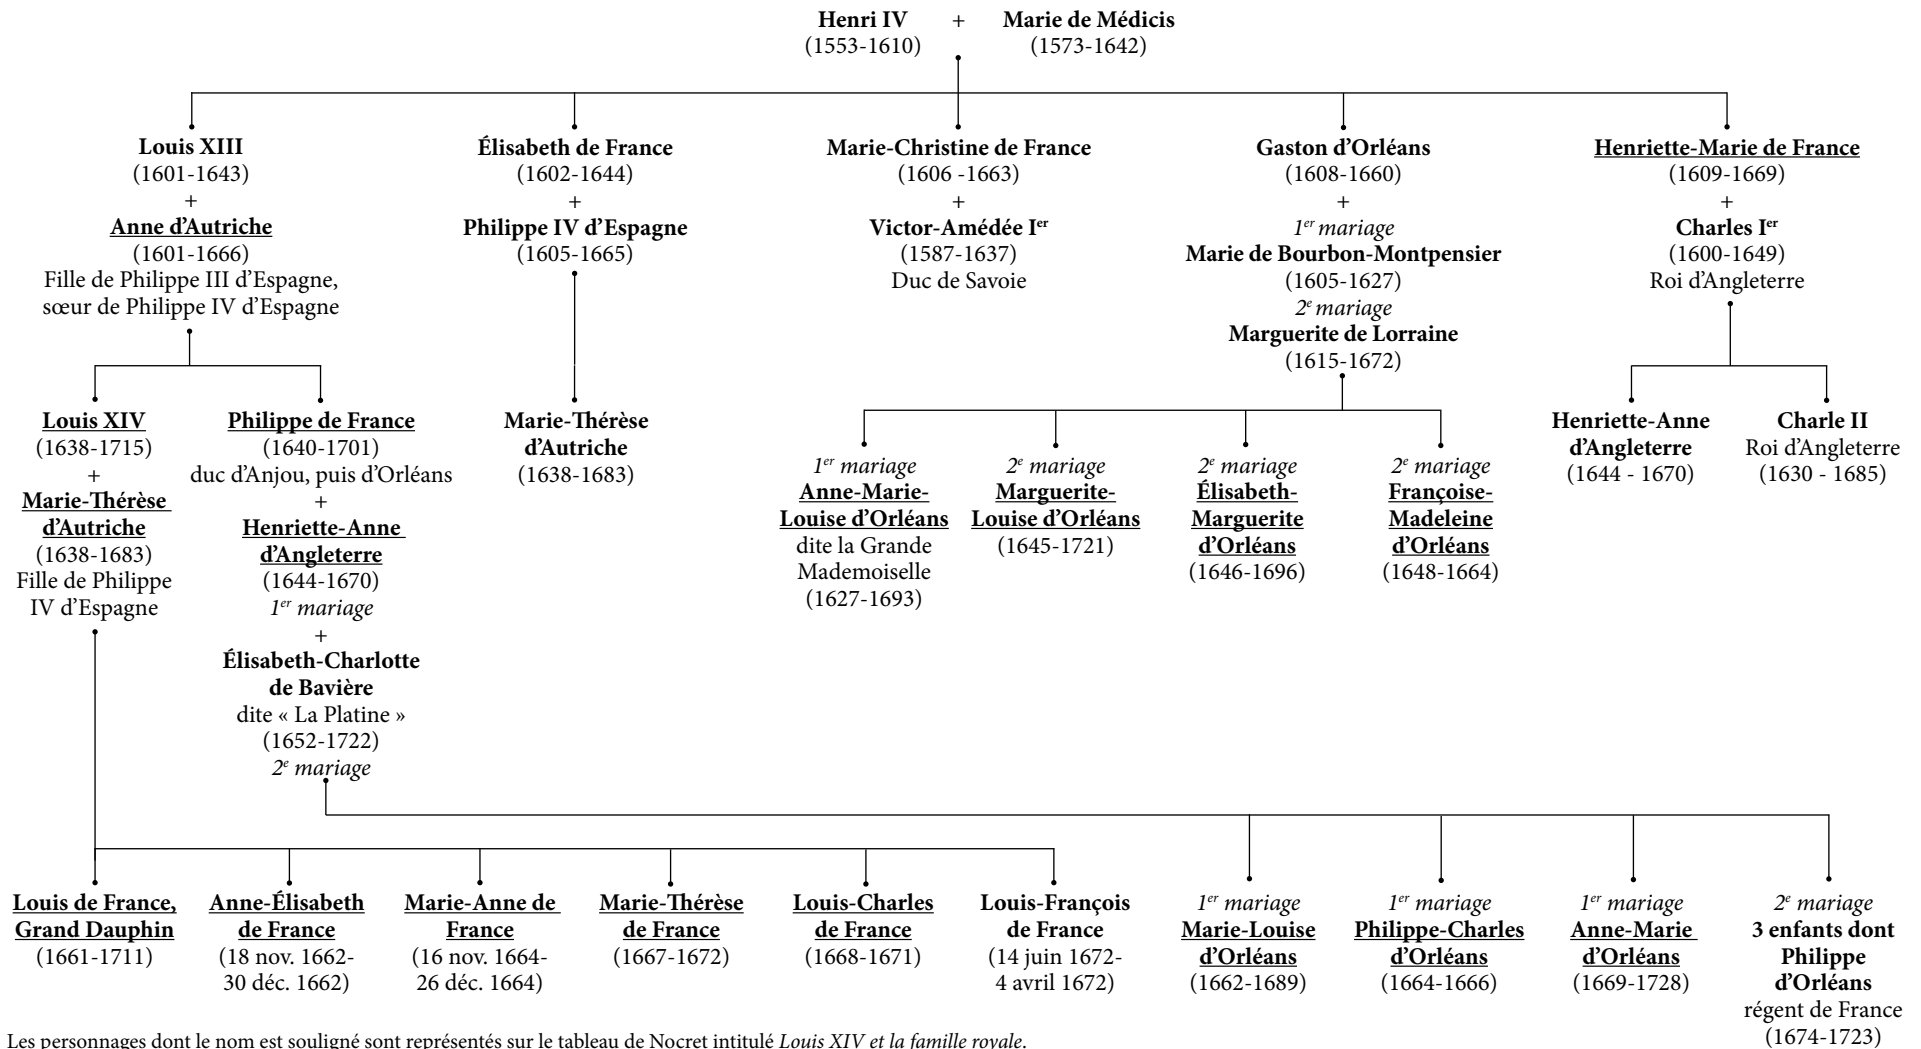 Henri IV + Marie de Médicis
(1553-1610) (1573-1642)
Louis XIII
(1601-1643)
+
Anne d'Autriche
(1601-1666)
Fille de Philippe III d'Espagne,
sœur de Philippe IV d'Espagne
Élisabeth de France
(1602-1644)
+
Philippe IV d'Espagne
(1605-1665)
Marie-Christine de France
(1606 -1663)
+
Victor-Amédée Ier
(1587-1637)
Duc de Savoie
Gaston d'Orléans
(1608-1660)
+
1er mariage
Marie de Bourbon-Montpensier
(1605-1627)
2e mariage
Marguerite de Lorraine
(1615-1672)
Henriette-Marie de France
(1609-1669)
+
Charles Ier
(1600-1649)
Roi d'Angleterre
Louis XIV
(1638-1715)
+
Marie-Thérèse
d'Autriche
(1638-1683)
Fille de Philippe
IV d'Espagne
Philippe de France
(1640-1701)
duc d'Anjou, puis d'Orléans
+
Henriette-Anne
d'Angleterre
(1644-1670)
1er mariage
+
Élisabeth-Charlotte
de Bavière
dite « La Platine »
(1652-1722)
2e mariage
Marie-Thérèse
d'Autriche
(1638-1683)
1er mariage
Anne-Marie-
Louise d'Orléans
dite la Grande
Mademoiselle
(1627-1693)
2e mariage
Marguerite-
Louise d'Orléans
(1645-1721)
2e mariage
Élisabeth-
Marguerite
d'Orléans
(1646-1696)
2e mariage
Françoise-
Madeleine
d'Orléans
(1648-1664)
Henriette-Anne
d'Angleterre
(1644 - 1670)
Charle II
Roi d'Angleterre
(1630 - 1685)
Louis de France,
Grand Dauphin
(1661-1711)
Anne-Élisabeth
de France
(18 nov. 1662-
30 déc. 1662)
Marie-Anne de
France
(16 nov. 1664-
26 déc. 1664)
Marie-Thérèse
de France
(1667-1672)
Louis-Charles
de France
(1668-1671)
Louis-François
de France
(14 juin 1672-
4 avril 1672)
1er mariage
Marie-Louise
d'Orléans
(1662-1689)
1er mariage
Philippe-Charles
d'Orléans
(1664-1666)
1er mariage
Anne-Marie
d'Orléans
(1669-1728)
2e mariage
3 enfants dont
Philippe
d'Orléans
régent de France
(1674-1723)
Les personnages dont le nom est souligné sont représentés sur le tableau de Nocret intitulé Louis XIV et la famille royale.